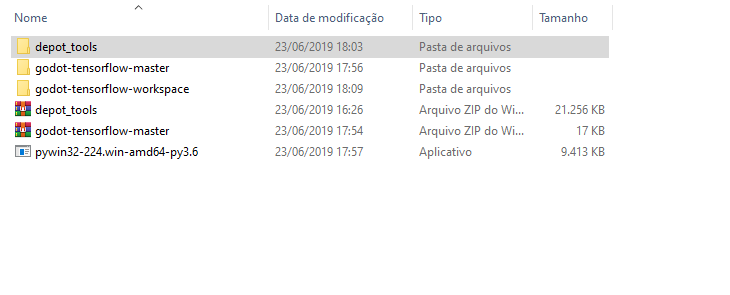 Nome Data de modificação Tipo Tamanho
depot_tools 23/06/2019 18:03 Pasta de arquivos
godot-tensorflow-master 23/06/2019 17:56 Pasta de arquivos
godot-tensorflow-workspace 23/06/2019 18:09 Pasta de arquivos
depot_tools 23/06/2019 16:26 Arquivo ZIP do Wi... 21.256 KB
godot-tensorflow-master 23/06/2019 17:54 Arquivo ZIP do Wi... 17 KB
pywin32-224.win-amd64-py3.6 23/06/2019 17:57 Aplicativo 9.413 KB